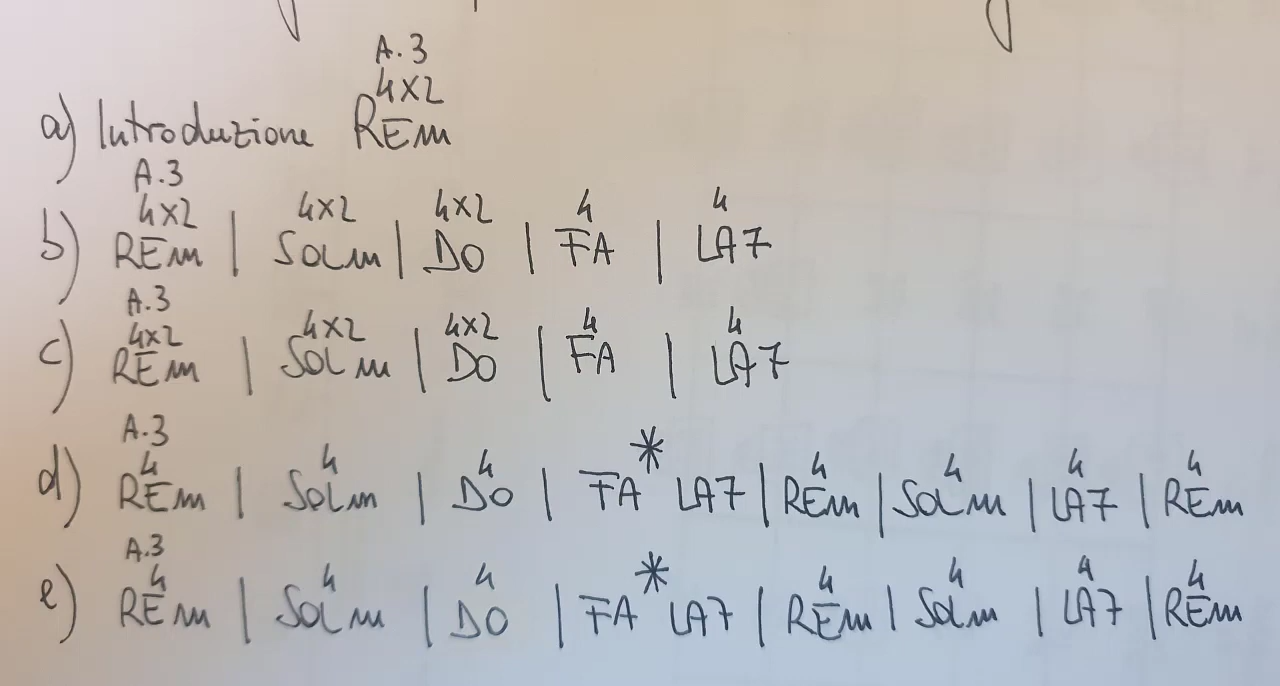 A.3
4x2
a) Introduzione REm
A.3
4x2 4x2 4x2 4 4
b) REm | SOLm | DO | FA | LA7
A.3
4x2 4x2 4x2 4 4
c) REm | SOLm | DO | FA | LA7
A.3
4 4 4 * 4 4 4 4
d) REm | SOLm | DO | FA LA7 | REm | SOLm | LA7 | REm
A.3
4 4 4 * 4 4 4 4
e) REm | SOLm | DO | FA LA7 | REm | SOLm | LA7 | REm